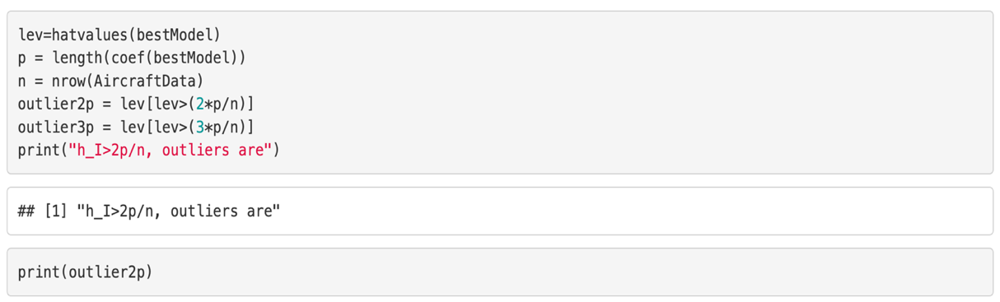 lev=hatvalues(bestModel)
p = length(coef(bestModel))
n = nrow(AircraftData)
outlier2p = lev[lev>(2*p/n)]
outlier3p = lev[lev>(3*p/n)]
print("h_I>2p/n, outliers are")
## [1] "h_I>2p/n, outliers are"
print(outlier2p)